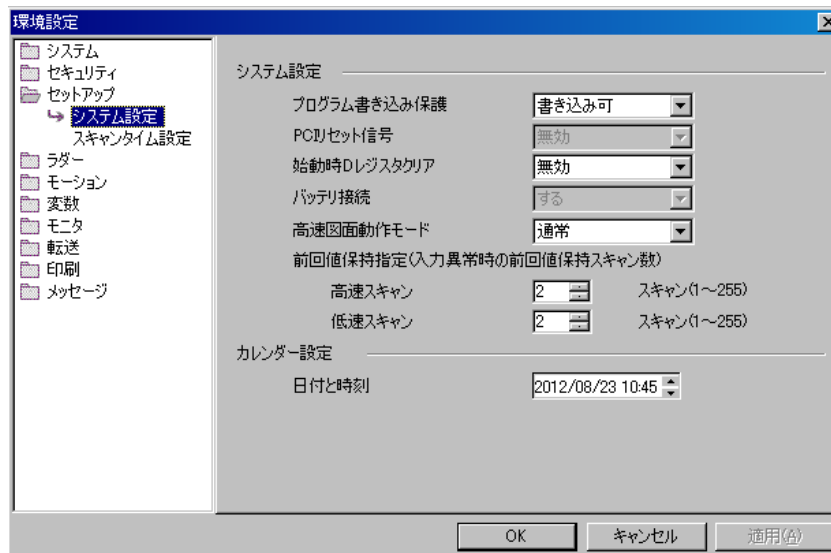 環境設定
システム
セキュリティ
セットアップ
システム設定
スキャンタイム設定
ラダー
モーション
変数
モニタ
転送
印刷
メッセージ
システム設定
プログラム書き込み保護 書き込み可
PCIリセット信号 無効
始動時Dレジスタクリア 無効
バッテリ接続 する
高速図面動作モード 通常
前回値保持指定(入力異常時の前回値保持スキャン数)
高速スキャン 2 スキャン(1～255)
低速スキャン 2 スキャン(1～255)
カレンダー設定
日付と時刻 2012/08/23 10:45
OK キャンセル 適用(A)